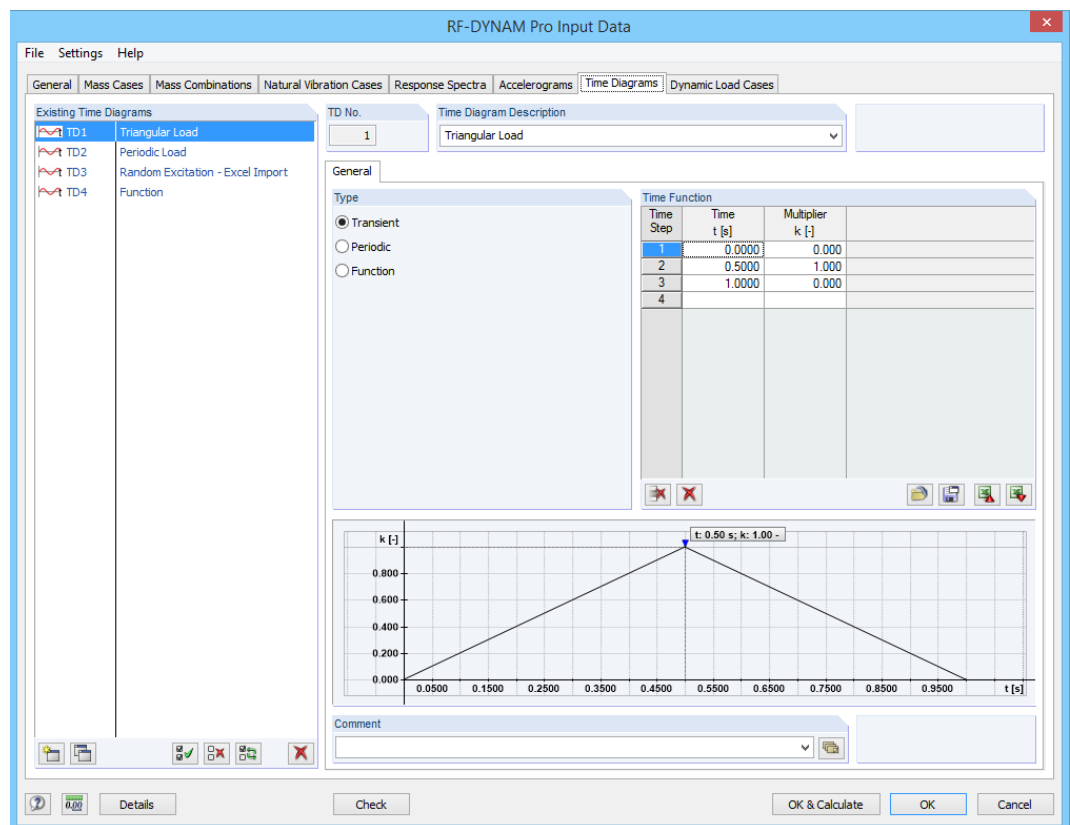 RF-DYNAM Pro Input Data
File Settings Help
General Mass Cases Mass Combinations Natural Vibration Cases Response Spectra Accelerograms Time Diagrams Dynamic Load Cases
Existing Time Diagrams
TD1 Triangular Load
TD2 Periodic Load
TD3 Random Excitation - Excel Import
TD4 Function
TD No.
1
Time Diagram Description
Triangular Load
General
Type
Transient
Periodic
Function
Time Function
Time Step Time t [s] Multiplier k [-]
1 0.0000 0.000
2 0.5000 1.000
3 1.0000 0.000
4
k [-]
t: 0.50 s; k: 1.00 -
0.800
0.600
0.400
0.200
0.000
0.0500 0.1500 0.2500 0.3500 0.4500 0.5500 0.6500 0.7500 0.8500 0.9500 t [s]
Comment
0,00 Details Check OK & Calculate OK Cancel